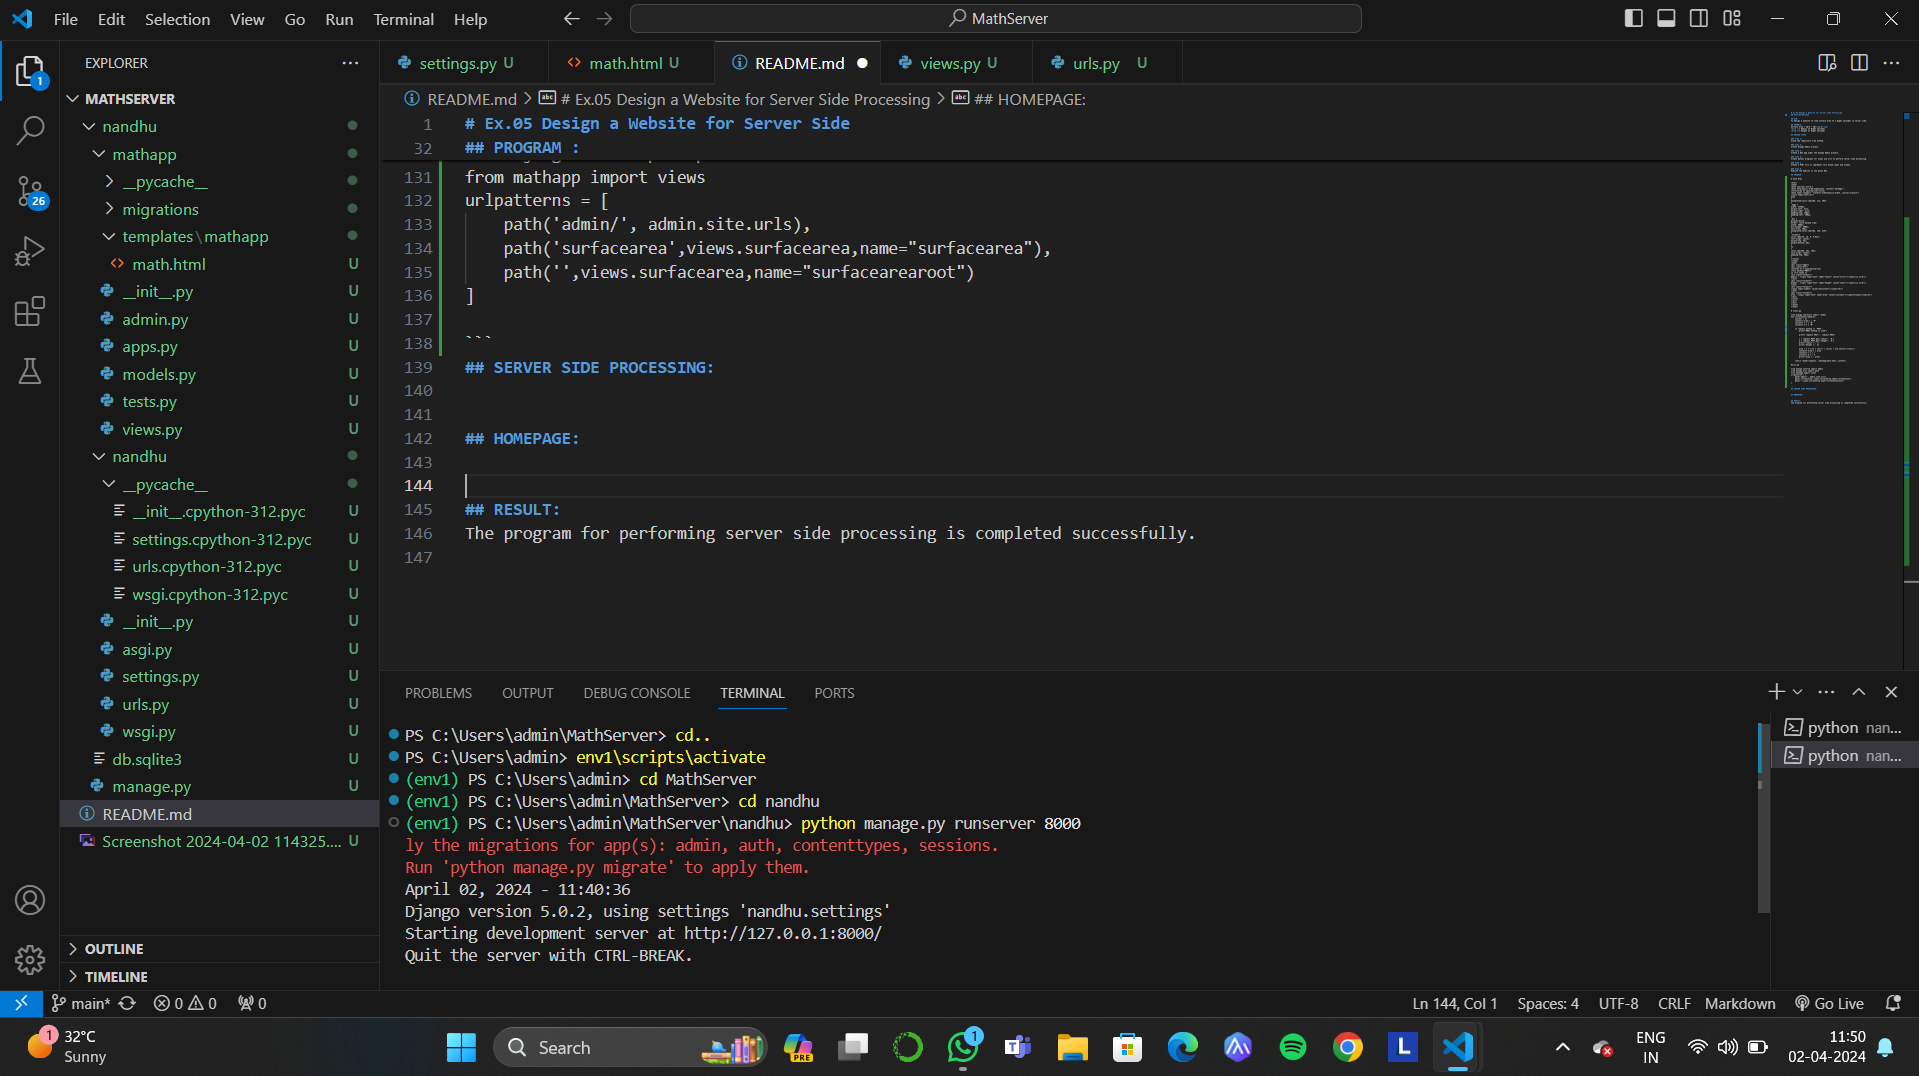 File Edit Selection View Go Run Terminal Help
MathServer
EXPLORER
settings.py U
math.html U
README.md
views.py U
urls.py U
MATHSERVER
README.md > # Ex.05 Design a Website for Server Side Processing > ## HOMEPAGE:
nandhu
mathapp
__pycache__
migrations
templates\mathapp
math.html U
__init__.py U
admin.py U
apps.py U
models.py U
tests.py U
views.py U
nandhu
__pycache__
__init__.cpython-312.pyc U
settings.cpython-312.pyc U
urls.cpython-312.pyc U
wsgi.cpython-312.pyc U
__init__.py U
asgi.py U
settings.py U
urls.py U
wsgi.py U
db.sqlite3 U
manage.py U
README.md
Screenshot 2024-04-02 114325.... U
OUTLINE
TIMELINE
1 # Ex.05 Design a Website for Server Side
32 ## PROGRAM :
131 from mathapp import views
132 urlpatterns = [
133 path('admin/', admin.site.urls),
134 path('surfacearea',views.surfacearea,name="surfacearea"),
135 path('',views.surfacearea,name="surfacearearoot")
136 ]
137
138 ```
139 ## SERVER SIDE PROCESSING:
140
141
142 ## HOMEPAGE:
143
144
145 ## RESULT:
146 The program for performing server side processing is completed successfully.
147
PROBLEMS OUTPUT DEBUG CONSOLE TERMINAL PORTS
PS C:\Users\admin\MathServer> cd..
PS C:\Users\admin> env1\scripts\activate
(env1) PS C:\Users\admin> cd MathServer
(env1) PS C:\Users\admin\MathServer> cd nandhu
(env1) PS C:\Users\admin\MathServer\nandhu> python manage.py runserver 8000
ly the migrations for app(s): admin, auth, contenttypes, sessions.
Run 'python manage.py migrate' to apply them.
April 02, 2024 - 11:40:36
Django version 5.0.2, using settings 'nandhu.settings'
Starting development server at http://127.0.0.1:8000/
Quit the server with CTRL-BREAK.
python nan...
python nan...
1
26
main* 0 0 0
Ln 144, Col 1 Spaces: 4 UTF-8 CRLF Markdown Go Live
1
32°C
Sunny
Search
PRE
1
L
ENG
IN
11:50
02-04-2024